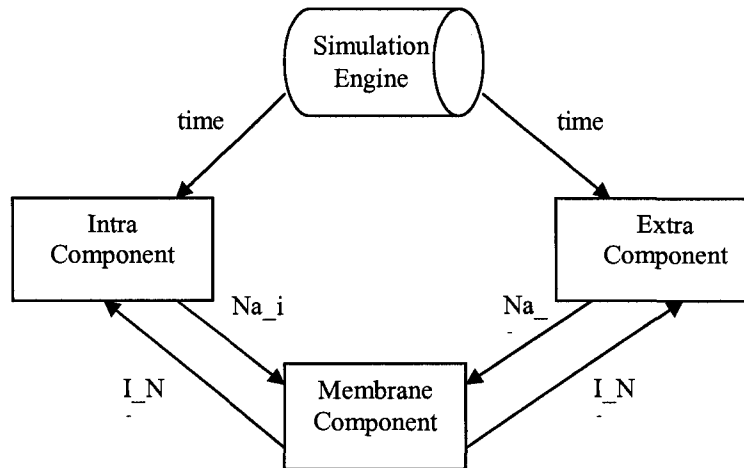 Simulation
Engine
time
time
Intra
Component
Extra
Component
Na_i
Na_
I_N
Membrane
Component
I_N